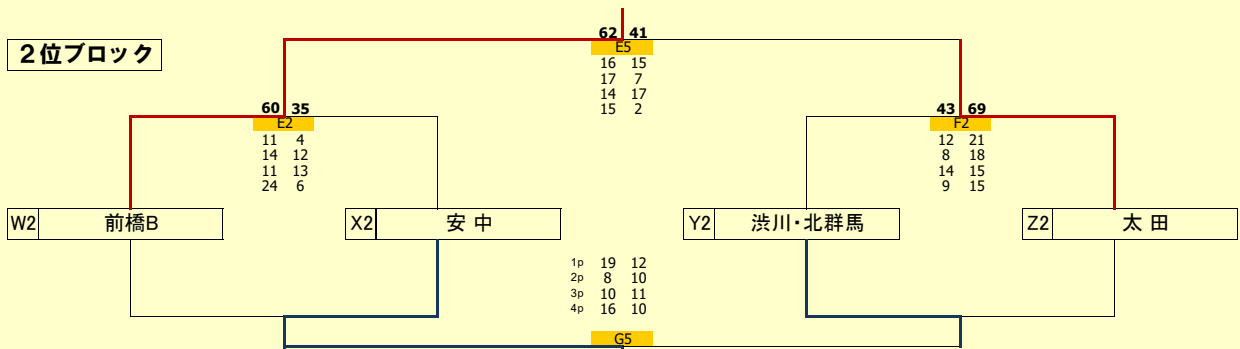 62 41
２位ブロック
E5
16 15
17 7
14 17
15 2
60 35
E2
11 4
14 12
11 13
24 6
43 69
F2
12 21
8 18
14 15
9 15
W2 前橋B
X2 安中
Y2 渋川・北群馬
Z2 太田
1p 19 12
2p 8 10
3p 10 11
4p 16 10
G5